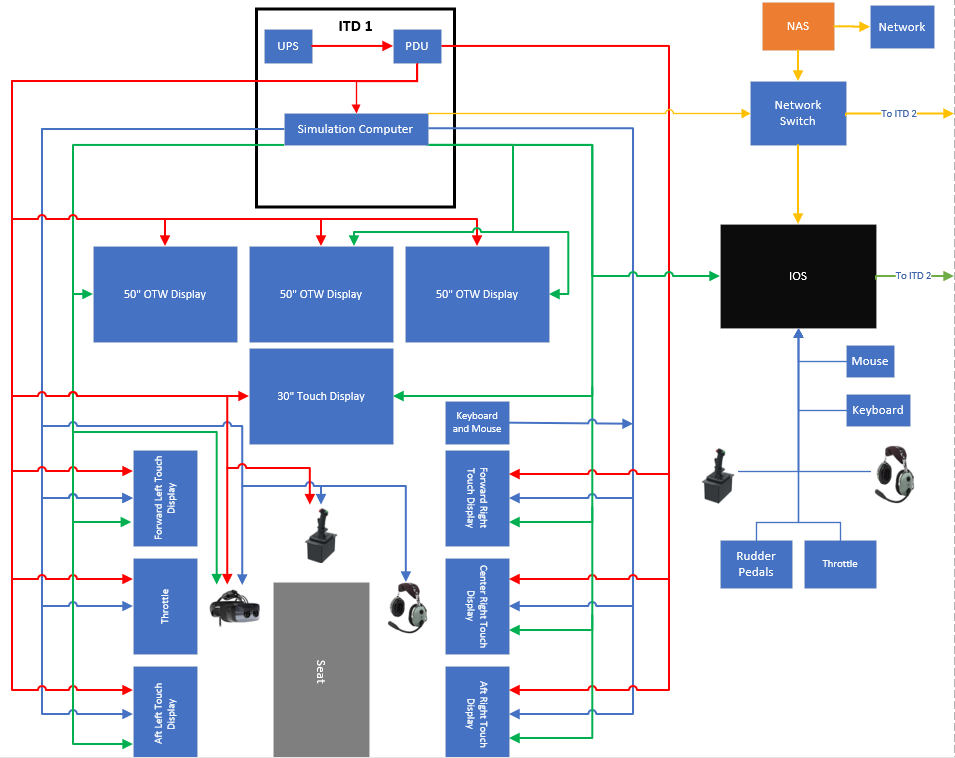 ITD 1
UPS
PDU
NAS
Network
Simulation Computer
Network
Switch
To ITD 2
50" OTW Display
50" OTW Display
50" OTW Display
IOS
To ITD 2
30" Touch Display
Mouse
Keyboard
and Mouse
Keyboard
Forward Left Touch
Display
Forward Right
Touch Display
Throttle
Center Right Touch
Display
Rudder
Pedals
Throttle
Seat
Aft Left Touch
Display
Aft Right Touch
Display